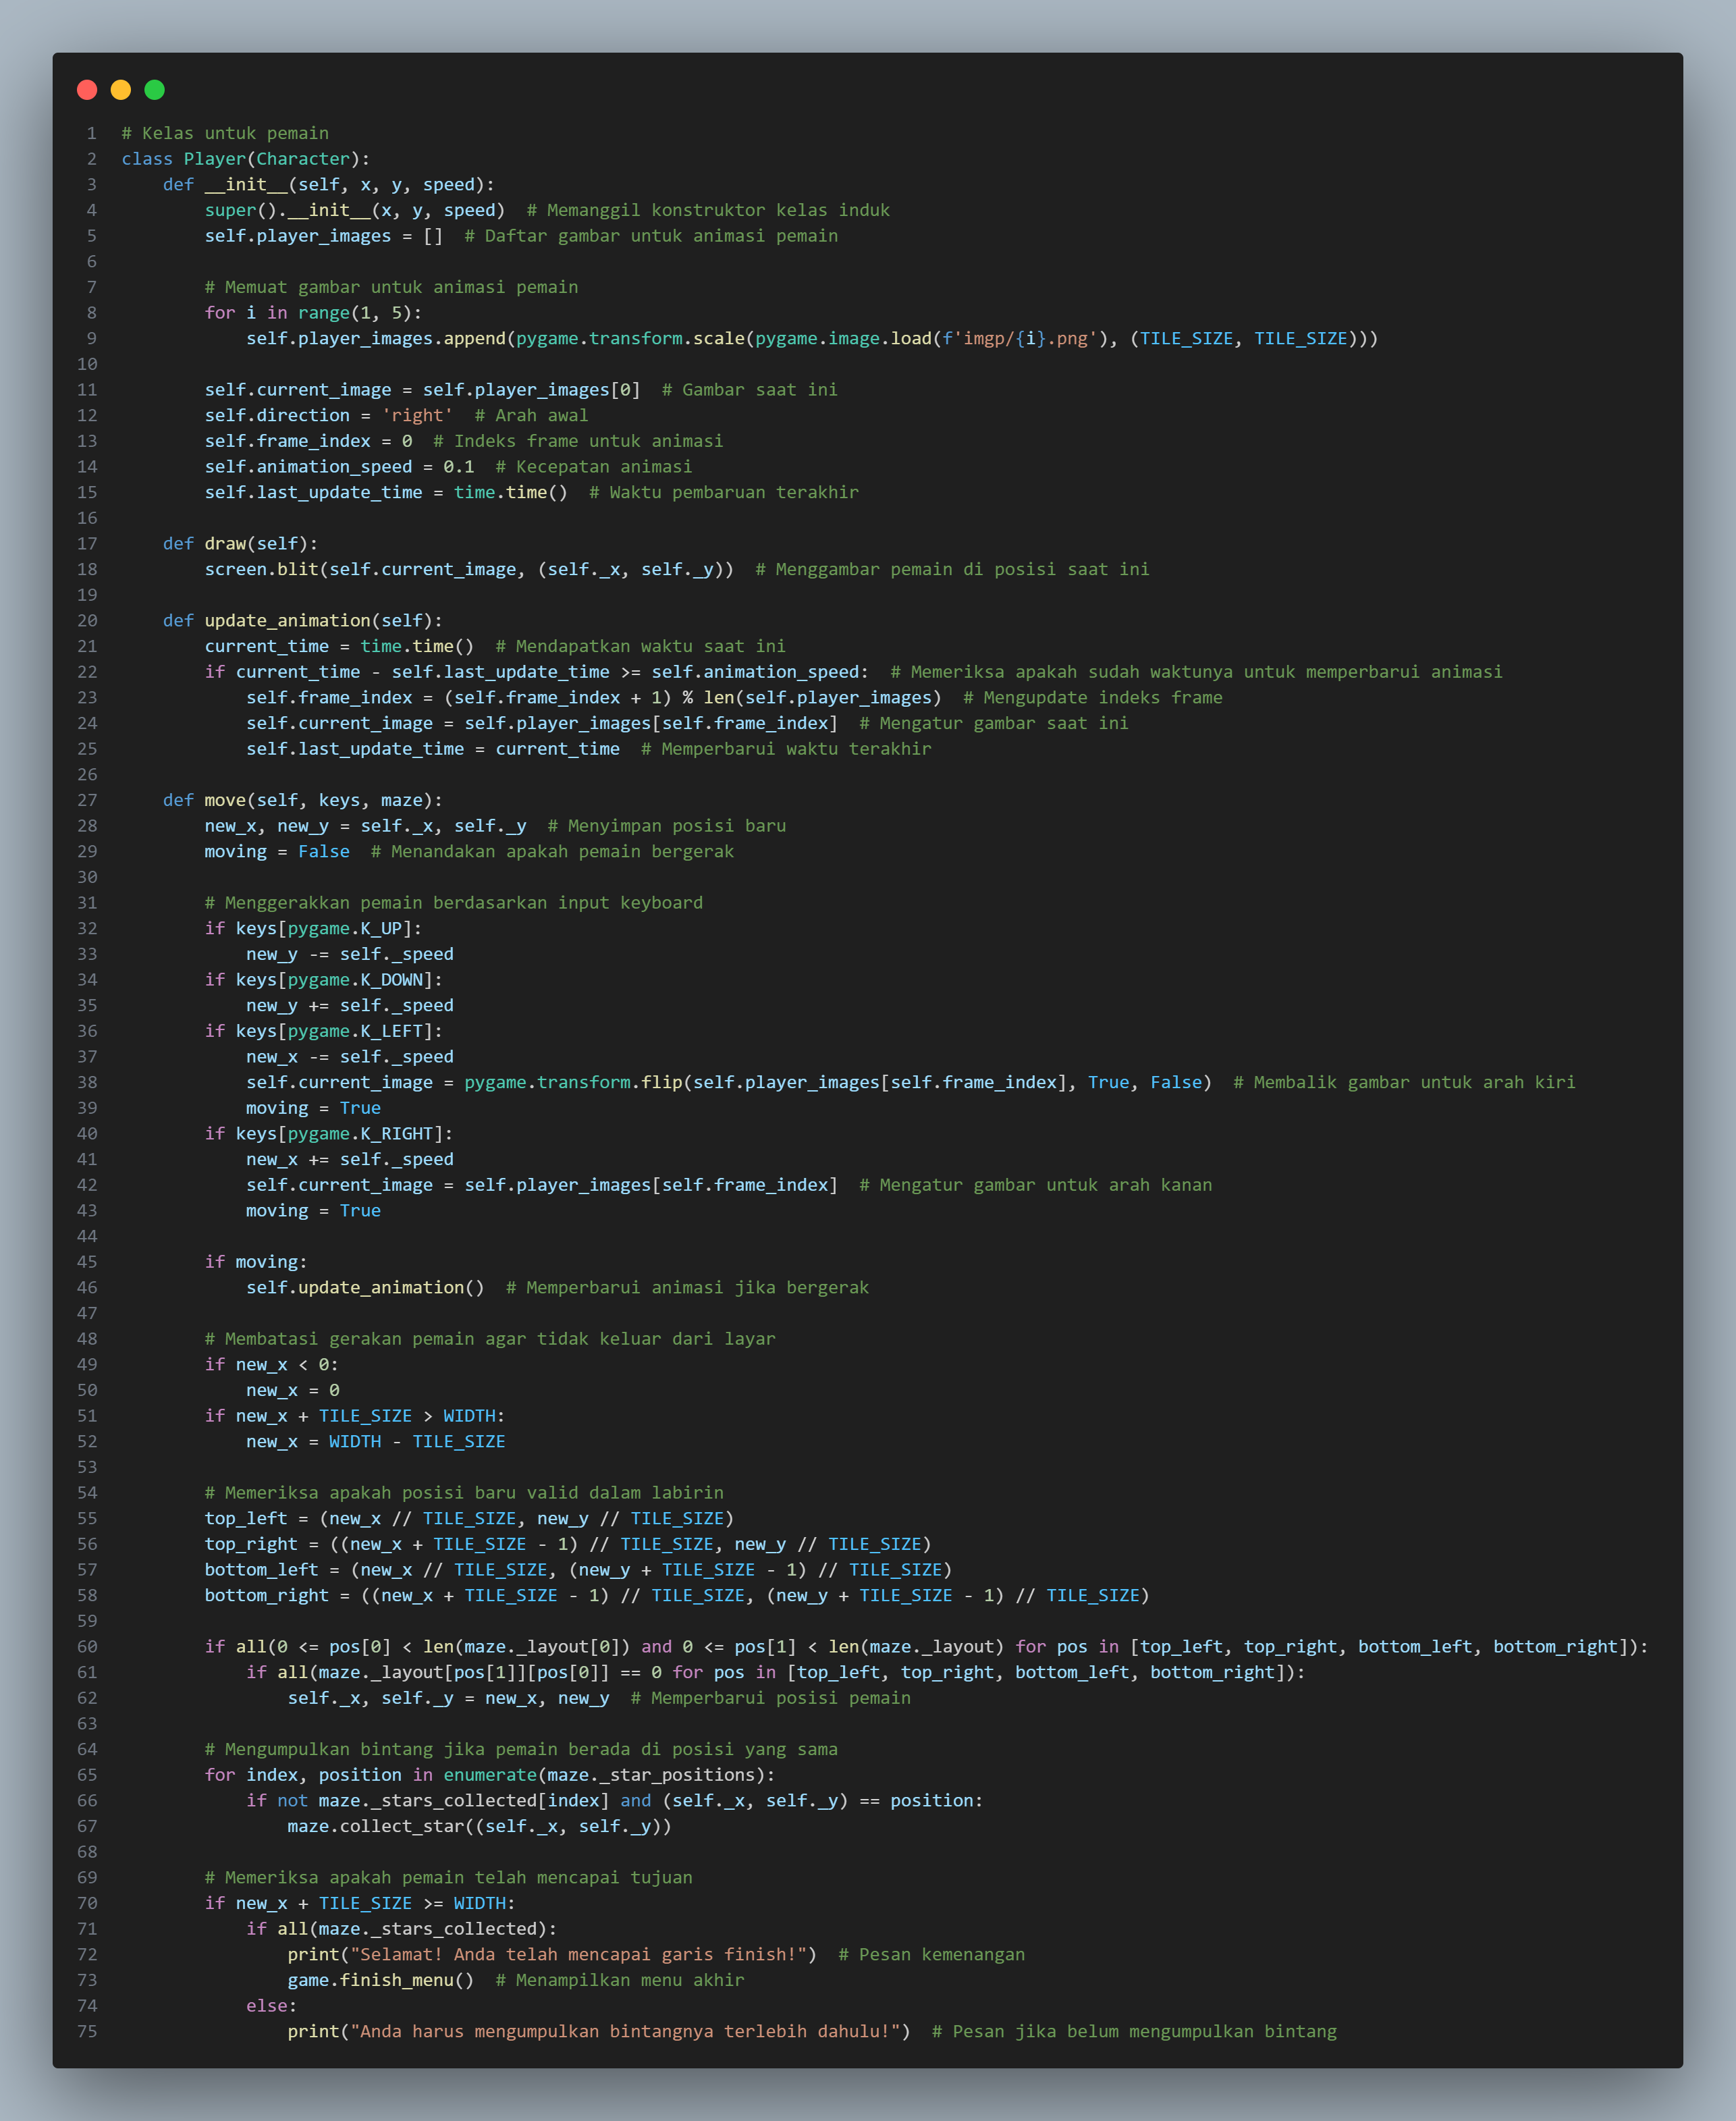 1 # Kelas untuk pemain
2 class Player(Character):
3     def __init__(self, x, y, speed):
4         super().__init__(x, y, speed)  # Memanggil konstruktor kelas induk
5         self.player_images = []  # Daftar gambar untuk animasi pemain
6
7         # Memuat gambar untuk animasi pemain
8         for i in range(1, 5):
9             self.player_images.append(pygame.transform.scale(pygame.image.load(f'imgp/{i}.png'), (TILE_SIZE, TILE_SIZE)))
10
11         self.current_image = self.player_images[0]  # Gambar saat ini
12         self.direction = 'right'  # Arah awal
13         self.frame_index = 0  # Indeks frame untuk animasi
14         self.animation_speed = 0.1  # Kecepatan animasi
15         self.last_update_time = time.time()  # Waktu pembaruan terakhir
16
17     def draw(self):
18         screen.blit(self.current_image, (self._x, self._y))  # Menggambar pemain di posisi saat ini
19
20     def update_animation(self):
21         current_time = time.time()  # Mendapatkan waktu saat ini
22         if current_time - self.last_update_time >= self.animation_speed:  # Memeriksa apakah sudah waktunya untuk memperbarui animasi
23             self.frame_index = (self.frame_index + 1) % len(self.player_images)  # Mengupdate indeks frame
24             self.current_image = self.player_images[self.frame_index]  # Mengatur gambar saat ini
25             self.last_update_time = current_time  # Memperbarui waktu terakhir
26
27     def move(self, keys, maze):
28         new_x, new_y = self._x, self._y  # Menyimpan posisi baru
29         moving = False  # Menandakan apakah pemain bergerak
30
31         # Menggerakkan pemain berdasarkan input keyboard
32         if keys[pygame.K_UP]:
33             new_y -= self._speed
34         if keys[pygame.K_DOWN]:
35             new_y += self._speed
36         if keys[pygame.K_LEFT]:
37             new_x -= self._speed
38             self.current_image = pygame.transform.flip(self.player_images[self.frame_index], True, False)  # Membalik gambar untuk arah kiri
39             moving = True
40         if keys[pygame.K_RIGHT]:
41             new_x += self._speed
42             self.current_image = self.player_images[self.frame_index]  # Mengatur gambar untuk arah kanan
43             moving = True
44
45         if moving:
46             self.update_animation()  # Memperbarui animasi jika bergerak
47
48         # Membatasi gerakan pemain agar tidak keluar dari layar
49         if new_x < 0:
50             new_x = 0
51         if new_x + TILE_SIZE > WIDTH:
52             new_x = WIDTH - TILE_SIZE
53
54         # Memeriksa apakah posisi baru valid dalam labirin
55         top_left = (new_x // TILE_SIZE, new_y // TILE_SIZE)
56         top_right = ((new_x + TILE_SIZE - 1) // TILE_SIZE, new_y // TILE_SIZE)
57         bottom_left = (new_x // TILE_SIZE, (new_y + TILE_SIZE - 1) // TILE_SIZE)
58         bottom_right = ((new_x + TILE_SIZE - 1) // TILE_SIZE, (new_y + TILE_SIZE - 1) // TILE_SIZE)
59
60         if all(0 <= pos[0] < len(maze._layout[0]) and 0 <= pos[1] < len(maze._layout) for pos in [top_left, top_right, bottom_left, bottom_right]):
61             if all(maze._layout[pos[1]][pos[0]] == 0 for pos in [top_left, top_right, bottom_left, bottom_right]):
62                 self._x, self._y = new_x, new_y  # Memperbarui posisi pemain
63
64         # Mengumpulkan bintang jika pemain berada di posisi yang sama
65         for index, position in enumerate(maze._star_positions):
66             if not maze._stars_collected[index] and (self._x, self._y) == position:
67                 maze.collect_star((self._x, self._y))
68
69         # Memeriksa apakah pemain telah mencapai tujuan
70         if new_x + TILE_SIZE >= WIDTH:
71             if all(maze._stars_collected):
72                 print("Selamat! Anda telah mencapai garis finish!")  # Pesan kemenangan
73                 game.finish_menu()  # Menampilkan menu akhir
74             else:
75                 print("Anda harus mengumpulkan bintangnya terlebih dahulu!")  # Pesan jika belum mengumpulkan bintang